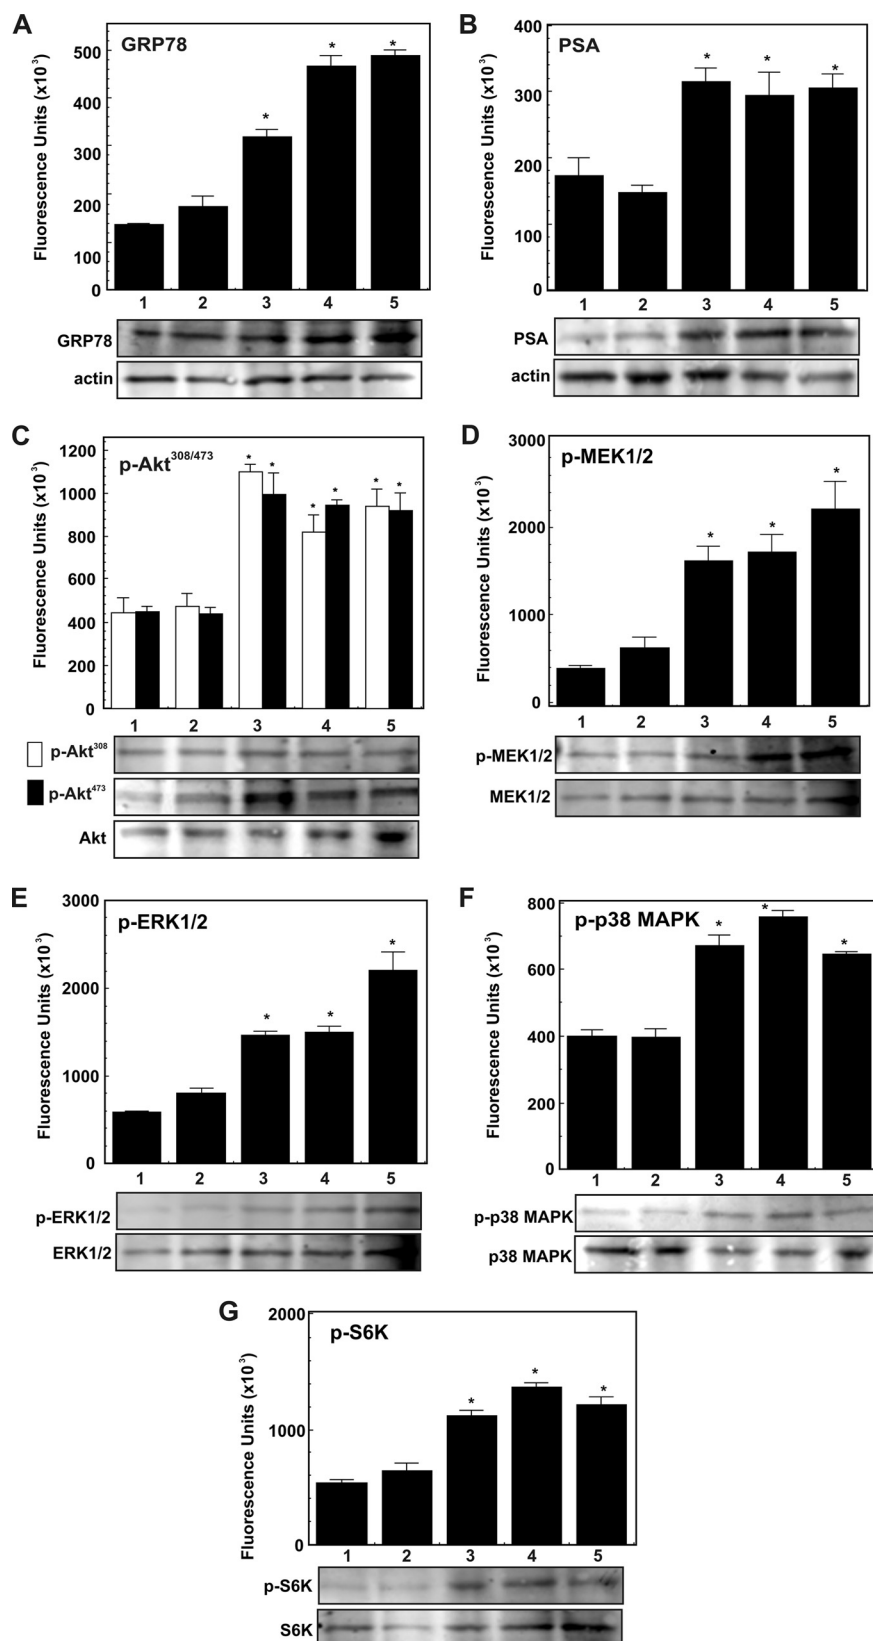 A
GRP78
Fluorescence Units (x10³)
500
400
300
200
100
0
1 2 3 4 5
GRP78
actin
B
PSA
Fluorescence Units (x10³)
400
300
200
100
0
1 2 3 4 5
PSA
actin
C
p-Akt³⁰⁸/⁴⁷³
Fluorescence Units (x10³)
1200
1000
800
600
400
200
0
1 2 3 4 5
p-Akt³⁰⁸
p-Akt⁴⁷³
Akt
D
p-MEK1/2
Fluorescence Units (x10³)
3000
2000
1000
0
1 2 3 4 5
p-MEK1/2
MEK1/2
E
p-ERK1/2
Fluorescence Units (x10³)
3000
2000
1000
0
1 2 3 4 5
p-ERK1/2
ERK1/2
F
p-p38 MAPK
Fluorescence Units (x10³)
800
600
400
200
0
1 2 3 4 5
p-p38 MAPK
p38 MAPK
G
p-S6K
Fluorescence Units (x10³)
2000
1000
0
1 2 3 4 5
p-S6K
S6K